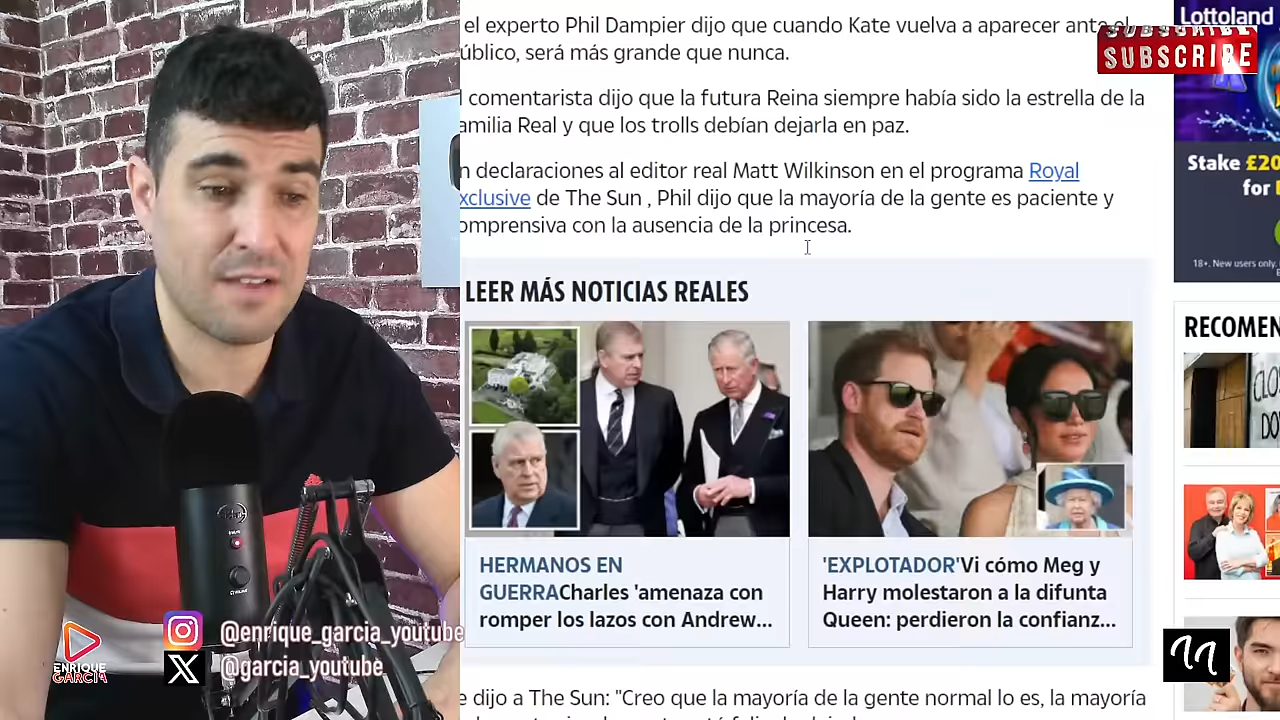 el experto Phil Dampier dijo que cuando Kate vuelva a aparecer ante el
úblico, será más grande que nunca.
comentarista dijo que la futura Reina siempre había sido la estrella de la
amilia Real y que los trolls debían dejarla en paz.
n declaraciones al editor real Matt Wilkinson en el programa Royal
xclusive de The Sun , Phil dijo que la mayoría de la gente es paciente y
omprensiva con la ausencia de la princesa.
LEER MÁS NOTICIAS REALES
HERMANOS EN
GUERRACharles 'amenaza con
romper los lazos con Andrew...
'EXPLOTADOR'Vi cómo Meg y
Harry molestaron a la difunta
Queen: perdieron la confianz...
e dijo a The Sun: "Creo que la mayoría de la gente normal lo es, la mayoría
Lottoland
SUBSCRIBE
Stake £20
for
18+. New users only.
RECOMEN
@enrique_garcia_youtube
@garcia_youtube
ENRIQUE
GARCIA